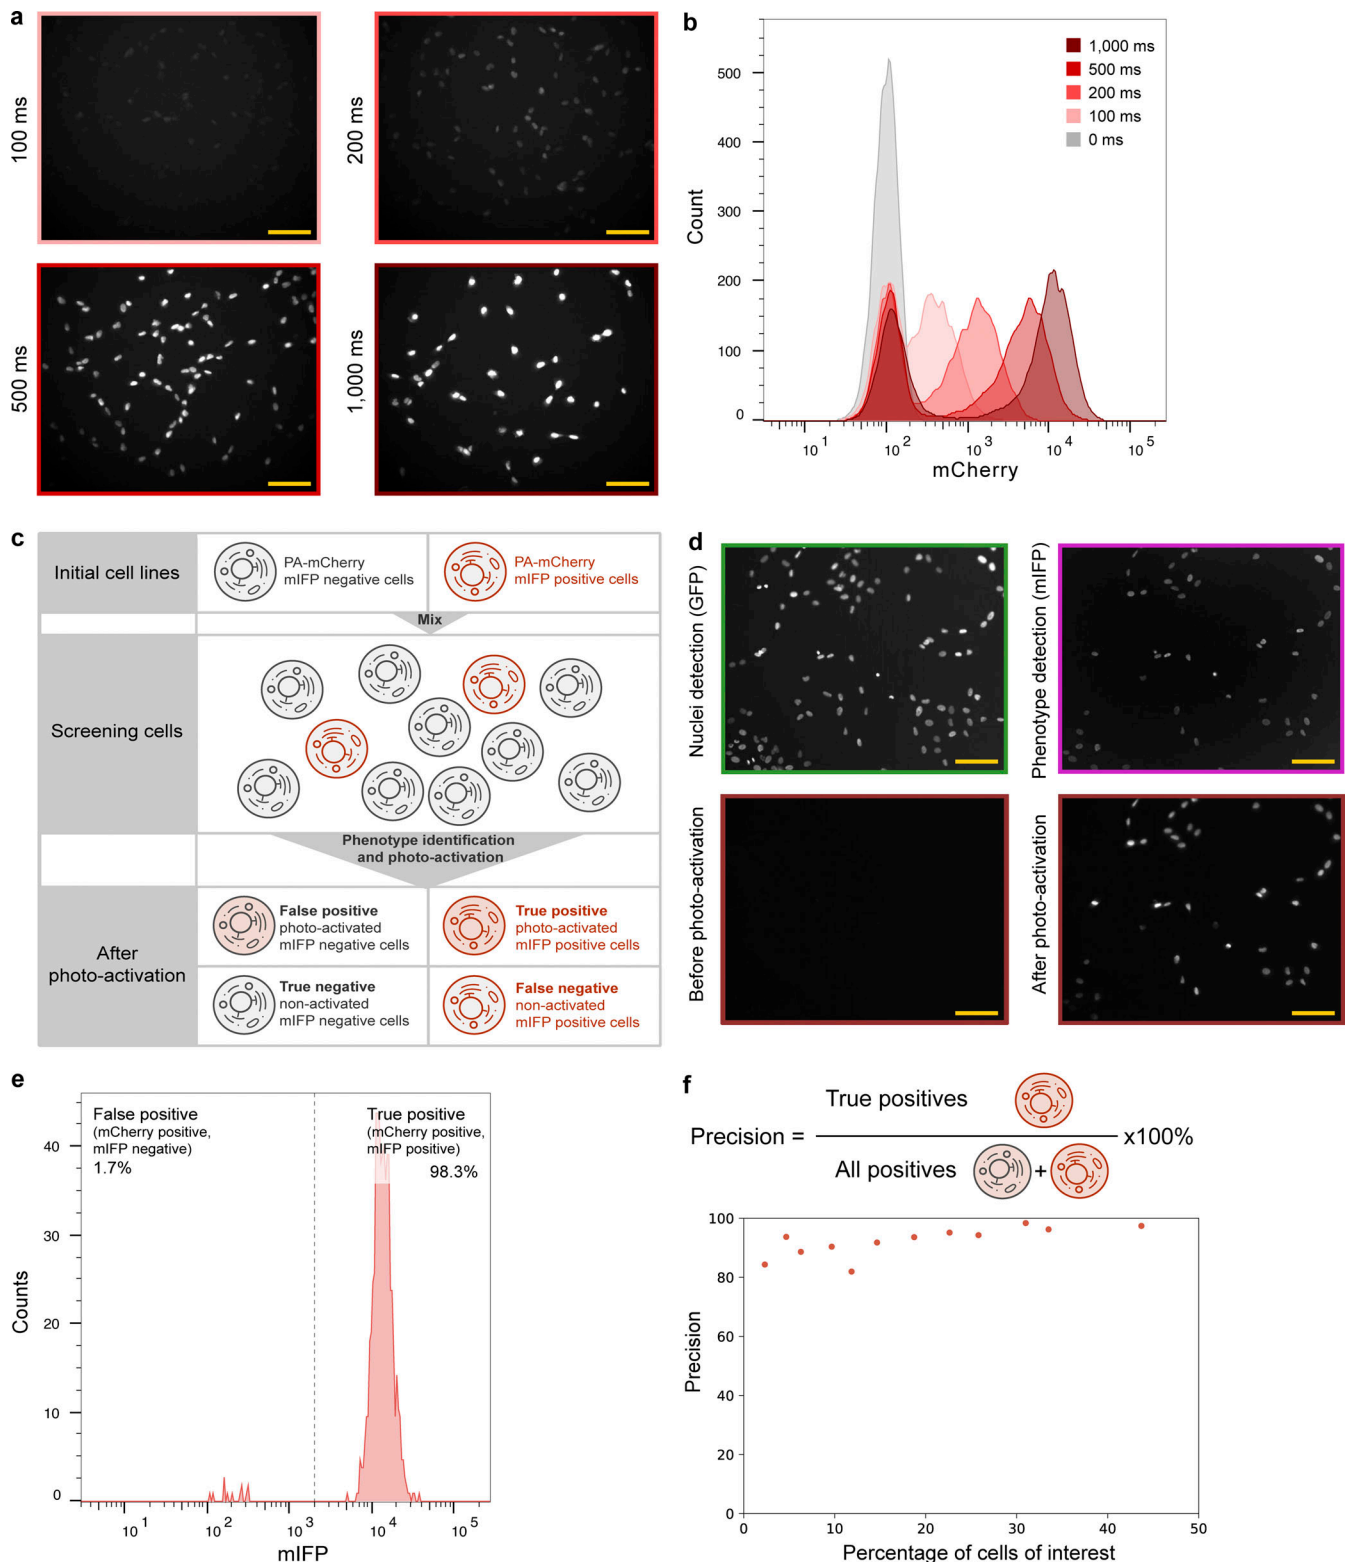 a
100 ms
200 ms
500 ms
1,000 ms
b
1,000 ms
500 ms
200 ms
100 ms
0 ms
Count
500
400
300
200
100
0
10^1
10^2
10^3
10^4
10^5
mCherry
c
Initial cell lines
PA-mCherry
mIFP negative cells
PA-mCherry
mIFP positive cells
Mix
Screening cells
Phenotype identification
and photo-activation
After
photo-activation
False positive
photo-activated
mIFP negative cells
True positive
photo-activated
mIFP positive cells
True negative
non-activated
mIFP negative cells
False negative
non-activated
mIFP positive cells
d
Nuclei detection (GFP)
Phenotype detection (mIFP)
Before photo-activation
After photo-activation
e
False positive
(mCherry positive,
mIFP negative)
1.7%
True positive
(mCherry positive,
mIFP positive)
98.3%
Counts
40
30
20
10
0
10^1
10^2
10^3
10^4
10^5
mIFP
f
Precision =
True positives
All positives
+
x100%
Precision
100
80
60
40
20
0
0
10
20
30
40
50
Percentage of cells of interest